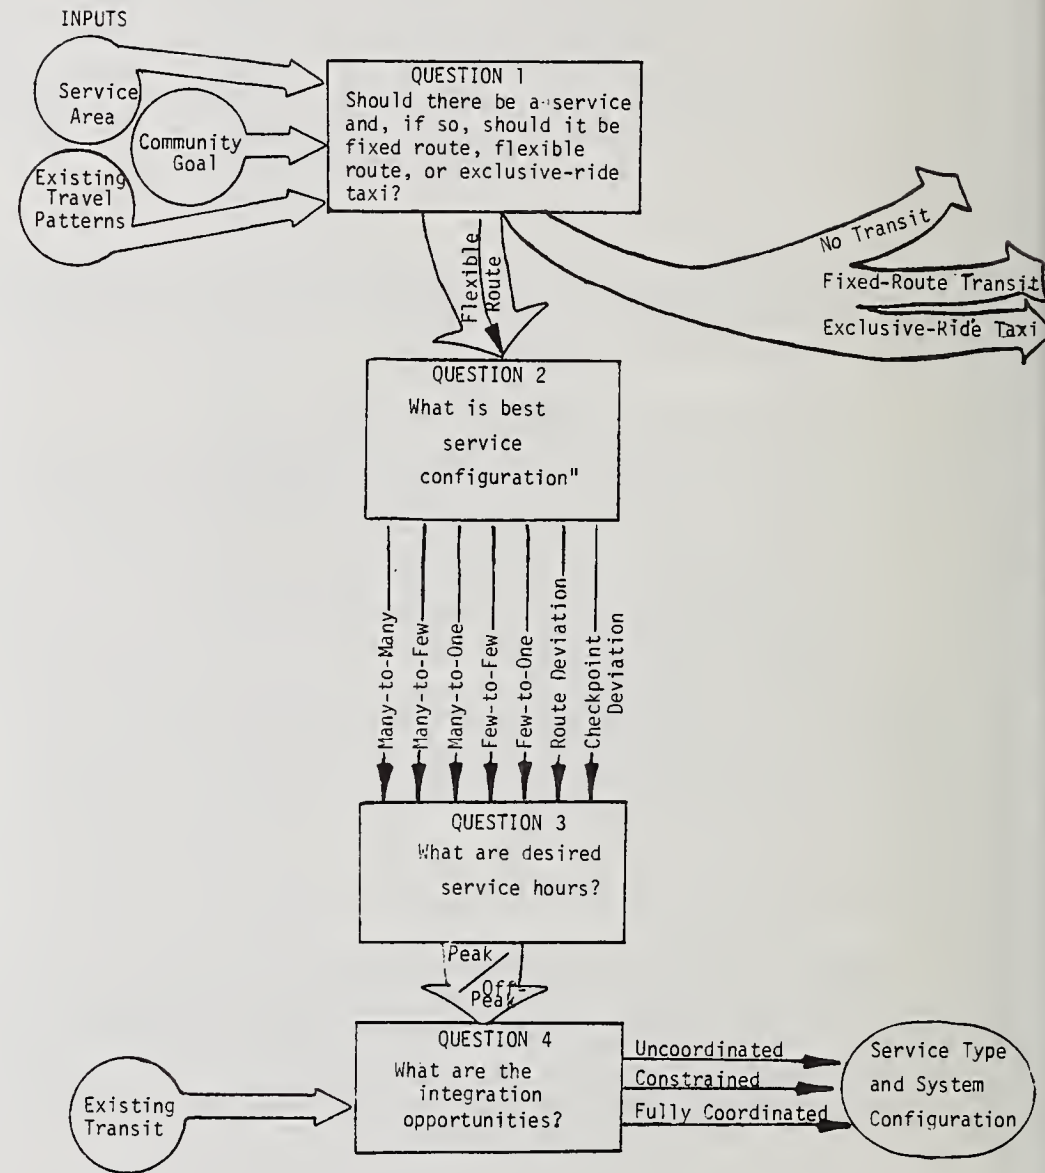 INPUTS
Service
Area
Community
Goal
Existing
Travel
Patterns
QUESTION 1
Should there be a service
and, if so, should it be
fixed route, flexible
route, or exclusive-ride
taxi?
No Transit
Fixed-Route Transit
Exclusive-Ride Taxi
Flexible
Route
QUESTION 2
What is best
service
configuration"
Many-to-Many
Many-to-Few
Many-to-One
Few-to-Few
Few-to-One
Route Deviation
Checkpoint
Deviation
QUESTION 3
What are desired
service hours?
Peak
Off-
Peak
QUESTION 4
What are the
integration
opportunities?
Existing
Transit
Uncoordinated
Constrained
Fully Coordinated
Service Type
and System
Configuration